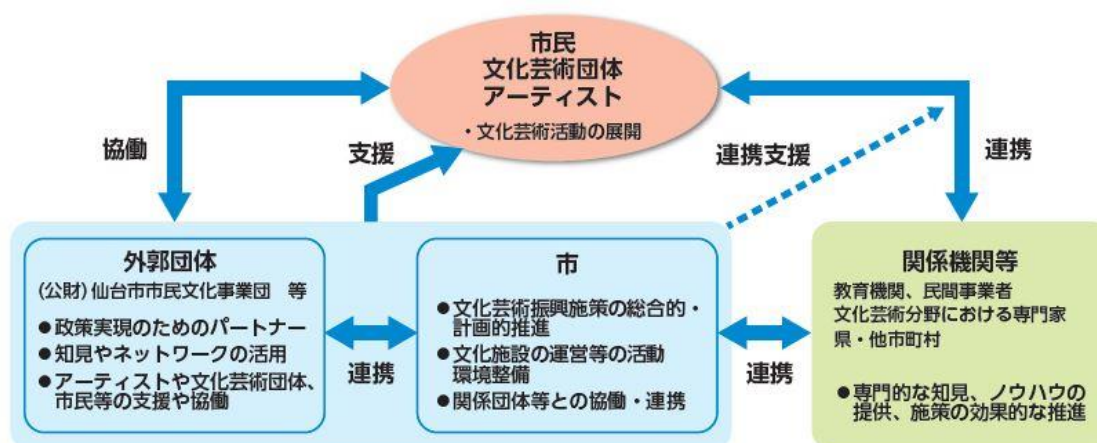 市民
文化芸術団体
アーティスト
・文化芸術活動の展開
協働
支援
連携支援
連携
外郭団体
(公財)仙台市市民文化事業団 等
●政策実現のためのパートナー
●知見やネットワークの活用
●アーティストや文化芸術団体、
市民等の支援や協働
連携
市
●文化芸術振興施策の総合的・
計画的推進
●文化施設の運営等の活動
環境整備
●関係団体等との協働・連携
連携
関係機関等
教育機関、民間事業者
文化芸術分野における専門家
県・他市町村
●専門的な知見、ノウハウの
提供、施策の効果的な推進